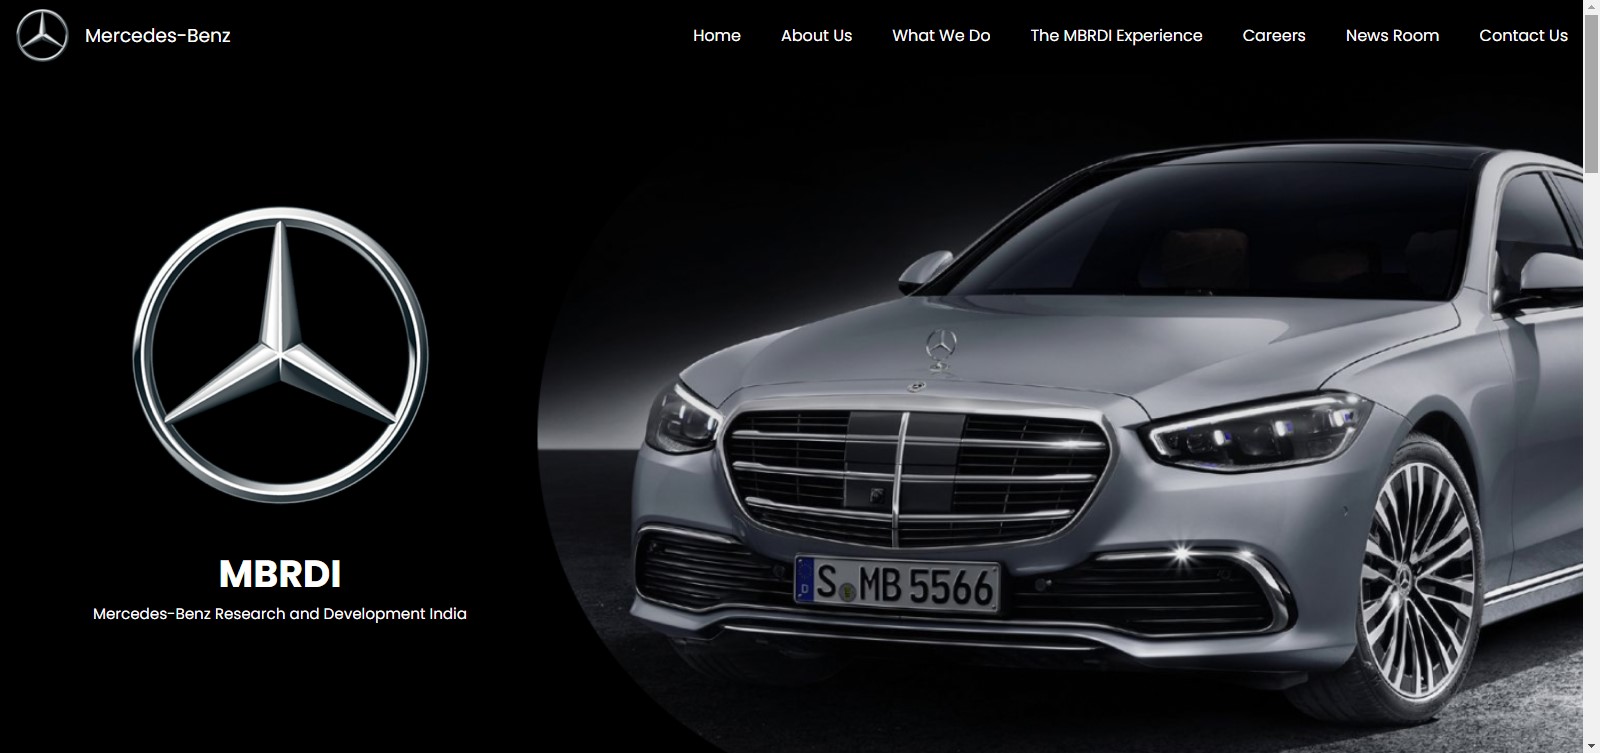 Mercedes-Benz
Home
About Us
What We Do
The MBRDI Experience
Careers
News Room
Contact Us
MBRDI
Mercedes-Benz Research and Development India
S MB 5566
D